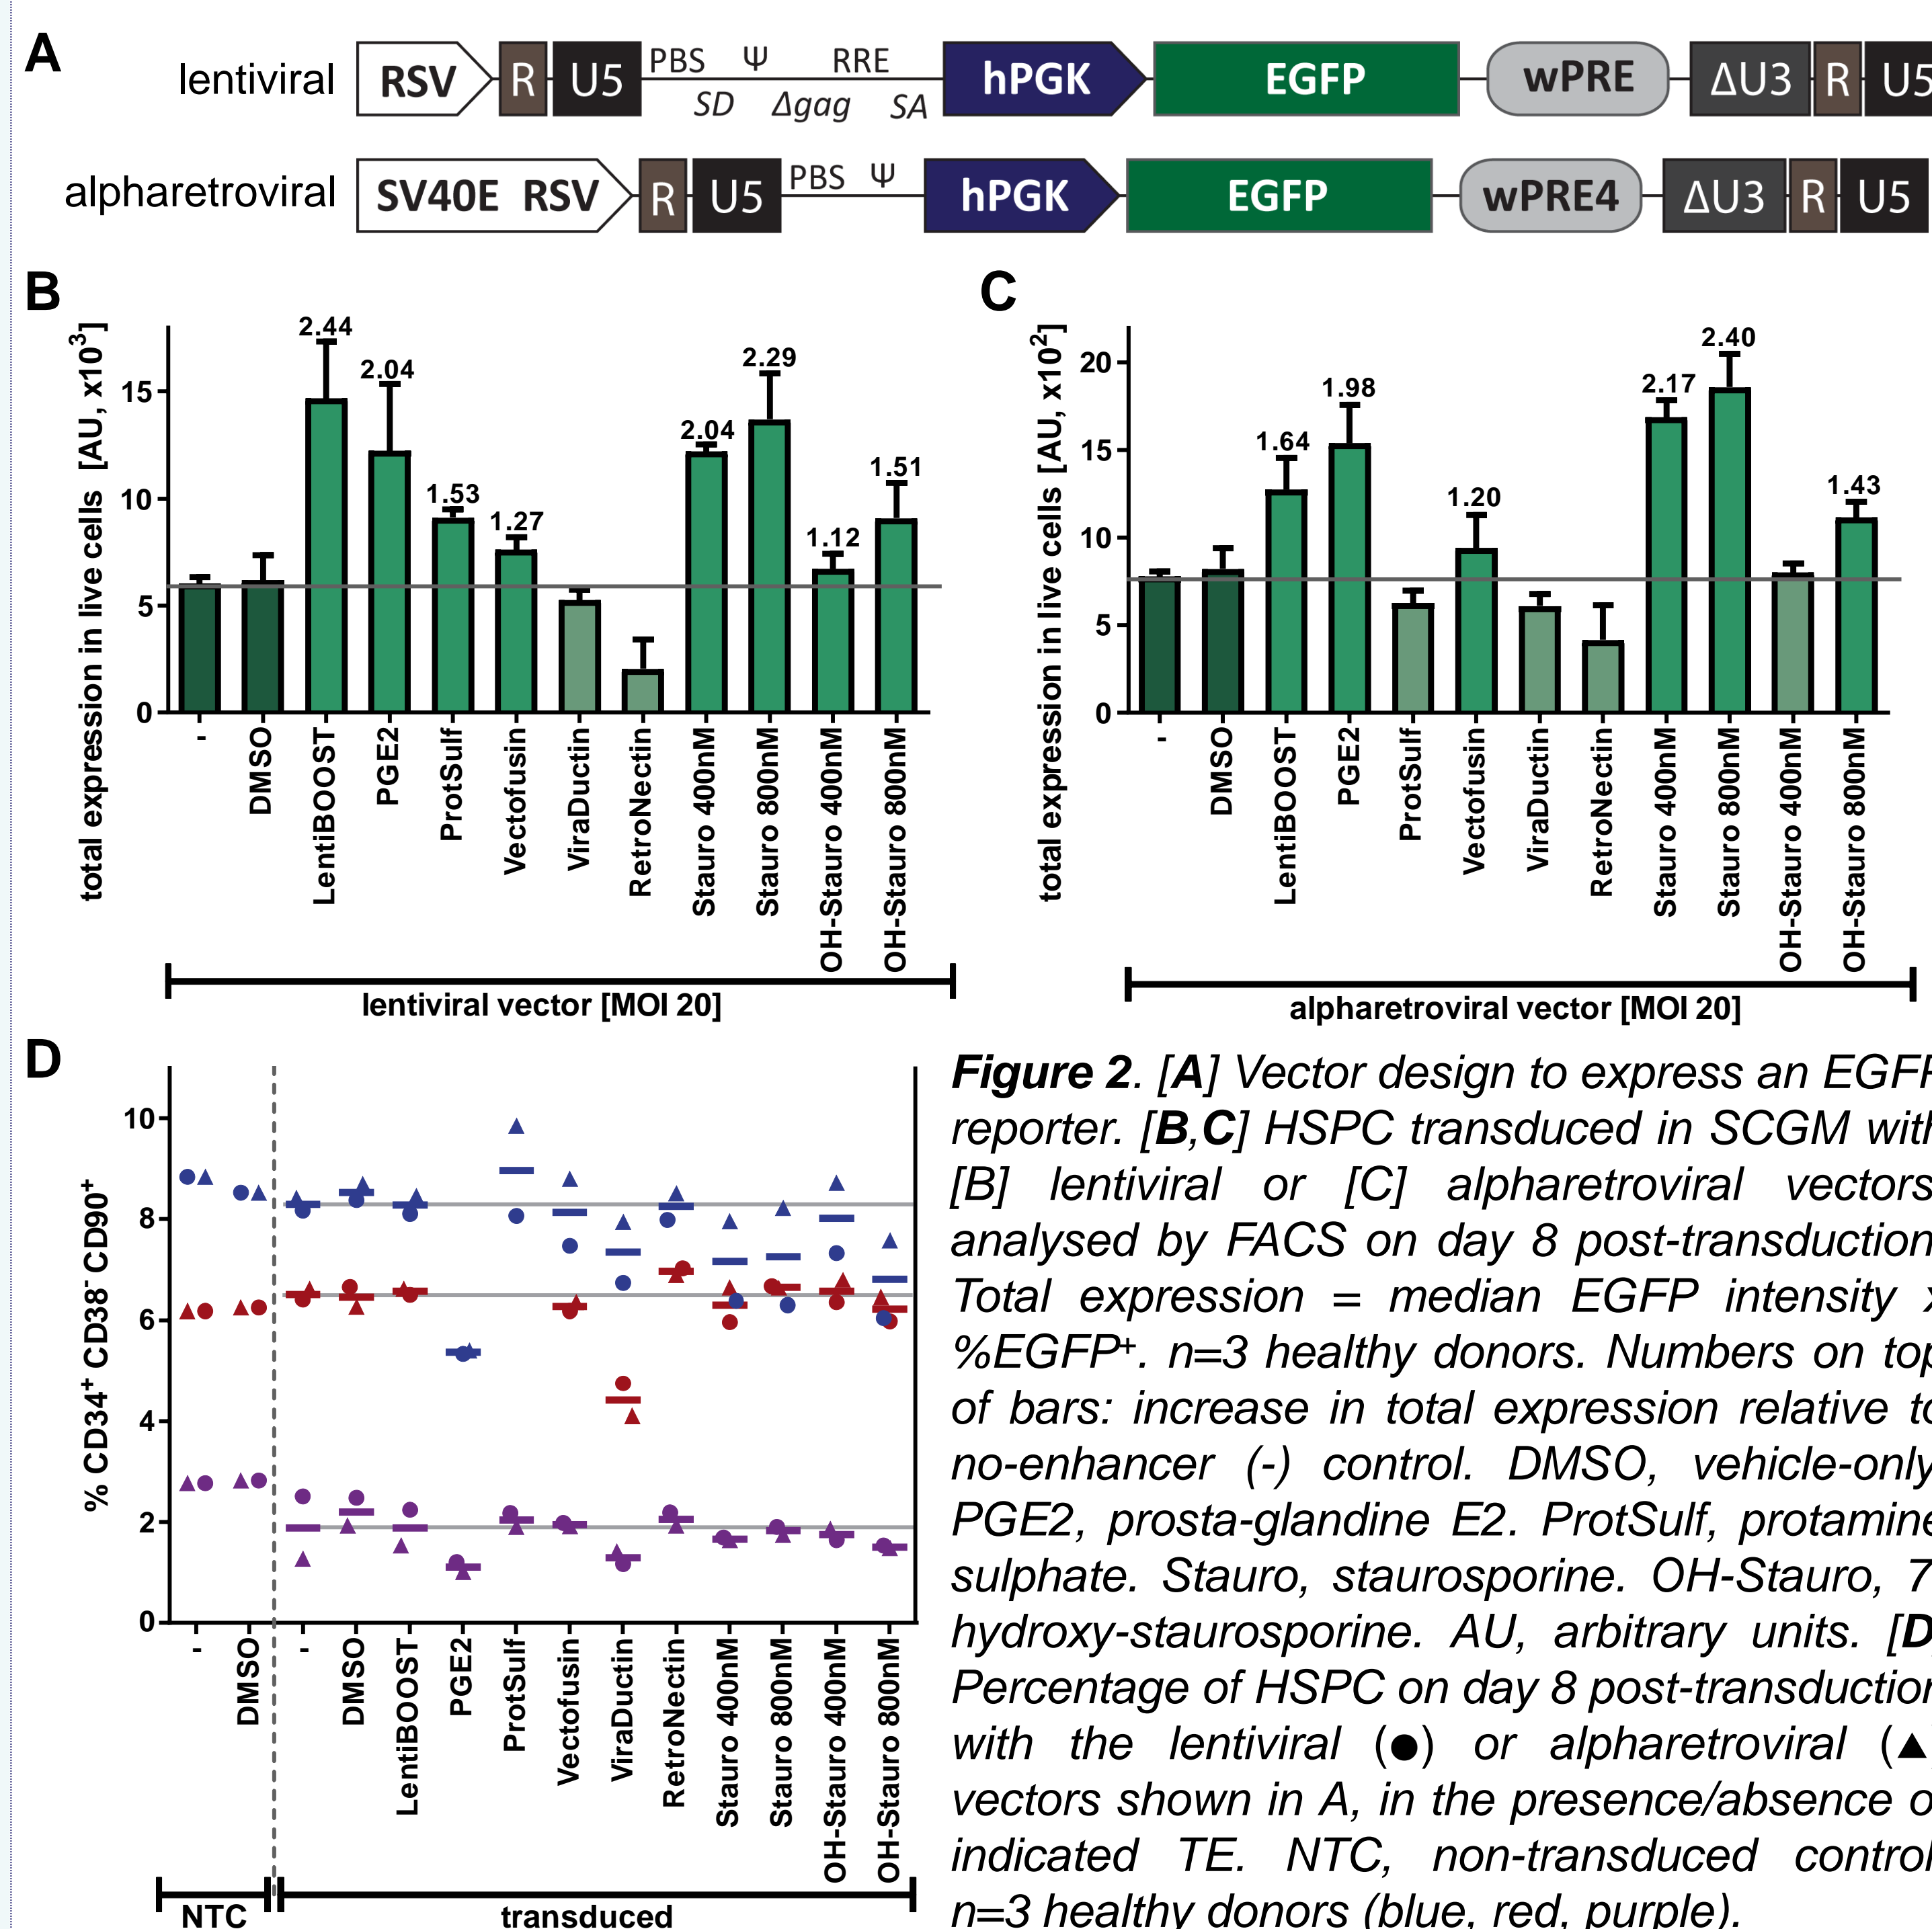 A
lentiviral RSV R U5 PBS Ψ RRE hPGK EGFP wPRE ΔU3 R U5
SD Δgag SA
alpharetroviral SV40E RSV R U5 PBS Ψ hPGK EGFP wPRE4 ΔU3 R U5
B
total expression in live cells [AU, x10³]
15
10
5
0
2.44
2.04
1.53
1.27
2.04
2.29
1.12
1.51
-
DMSO
LentiBOOST
PGE2
ProtSulf
Vectofusin
ViraDuctin
RetroNectin
Stauro 400nM
Stauro 800nM
OH-Stauro 400nM
OH-Stauro 800nM
lentiviral vector [MOI 20]
C
total expression in live cells [AU, x10²]
20
15
10
5
0
1.64
1.98
1.20
2.17
2.40
1.43
-
DMSO
LentiBOOST
PGE2
ProtSulf
Vectofusin
ViraDuctin
RetroNectin
Stauro 400nM
Stauro 800nM
OH-Stauro 400nM
OH-Stauro 800nM
alpharetroviral vector [MOI 20]
D
% CD34⁺ CD38⁻ CD90⁺
10
8
6
4
2
0
-
DMSO
-
DMSO
LentiBOOST
PGE2
ProtSulf
Vectofusin
ViraDuctin
RetroNectin
Stauro 400nM
Stauro 800nM
OH-Stauro 400nM
OH-Stauro 800nM
NTC
transduced
Figure 2. [A] Vector design to express an EGFP
reporter. [B,C] HSPC transduced in SCGM with
[B] lentiviral or [C] alpharetroviral vectors,
analysed by FACS on day 8 post-transduction.
Total expression = median EGFP intensity x
%EGFP⁺. n=3 healthy donors. Numbers on top
of bars: increase in total expression relative to
no-enhancer (-) control. DMSO, vehicle-only.
PGE2, prosta-glandine E2. ProtSulf, protamine
sulphate. Stauro, staurosporine. OH-Stauro, 7-
hydroxy-staurosporine. AU, arbitrary units. [D]
Percentage of HSPC on day 8 post-transduction
with the lentiviral (●) or alpharetroviral (▲)
vectors shown in A, in the presence/absence of
indicated TE. NTC, non-transduced control.
n=3 healthy donors (blue, red, purple).